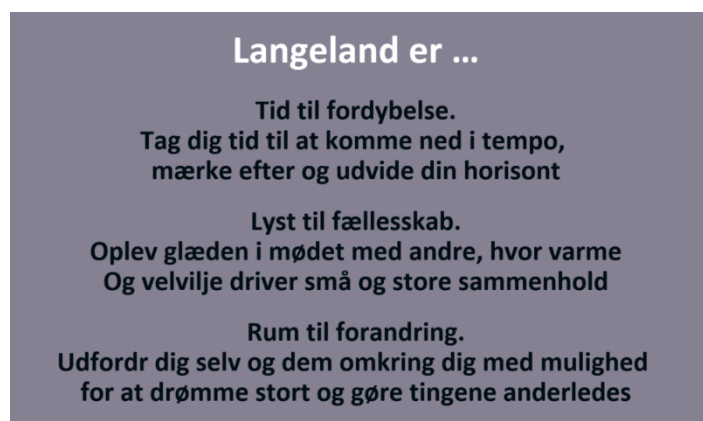 Langeland er …
Tid til fordybelse.
Tag dig tid til at komme ned i tempo,
mærke efter og udvide din horisont
Lyst til fællesskab.
Oplev glæden i mødet med andre, hvor varme
Og velvilje driver små og store sammenhold
Rum til forandring.
Udfordr dig selv og dem omkring dig med mulighed
for at drømme stort og gøre tingene anderledes